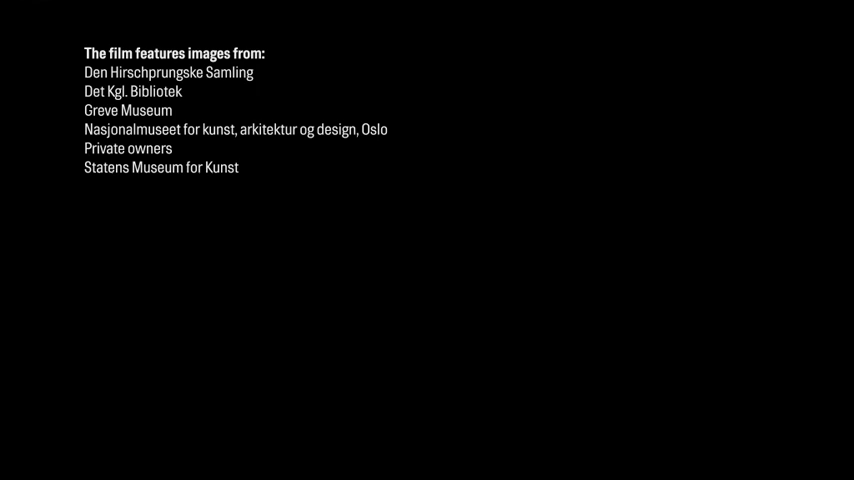 The film features images from:
Den Hirschprungske Samling
Det Kgl. Bibliotek
Greve Museum
Nasjonalmuseet for kunst, arkitektur og design, Oslo
Private owners
Statens Museum for Kunst